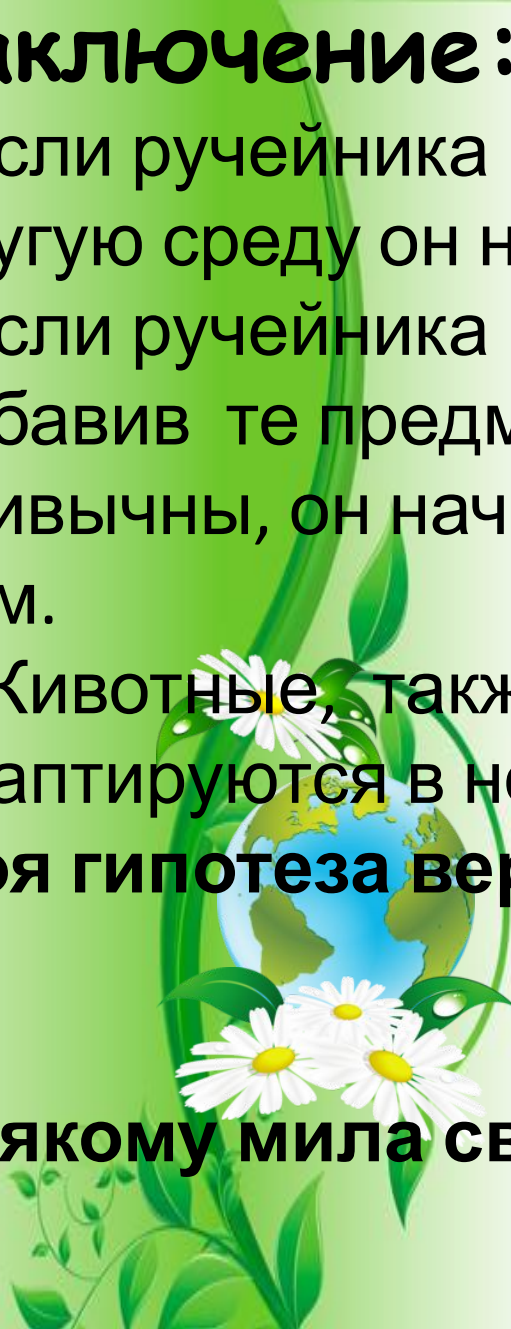 аключение:
сли ручейника
угую среду он н
сли ручейника
бавив те предм
ивычны, он нач
м.
Животные, такж
аптируются в но
оя гипотеза вер
якому мила св